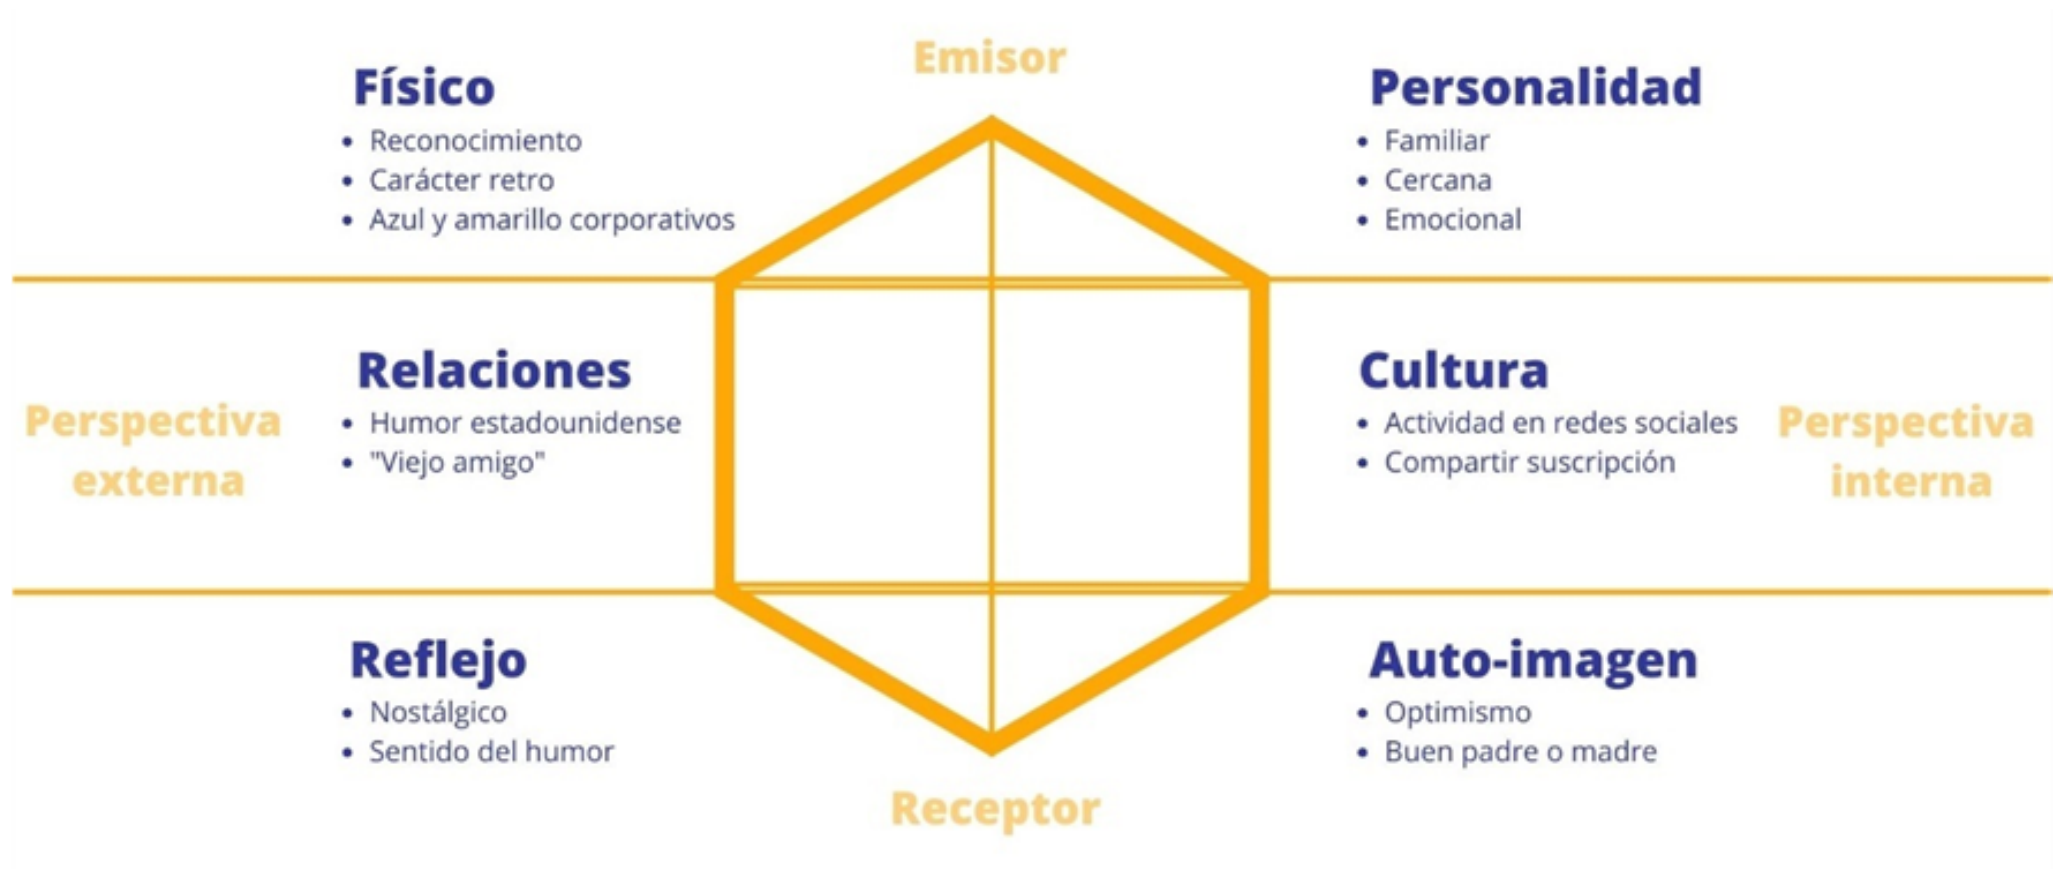 Emisor
Físico
• Reconocimiento
• Carácter retro
• Azul y amarillo corporativos
Personalidad
• Familiar
• Cercana
• Emocional
Perspectiva
externa
Relaciones
• Humor estadounidense
• "Viejo amigo"
Cultura
• Actividad en redes sociales
• Compartir suscripción
Perspectiva
interna
Reflejo
• Nostálgico
• Sentido del humor
Auto-imagen
• Optimismo
• Buen padre o madre
Receptor